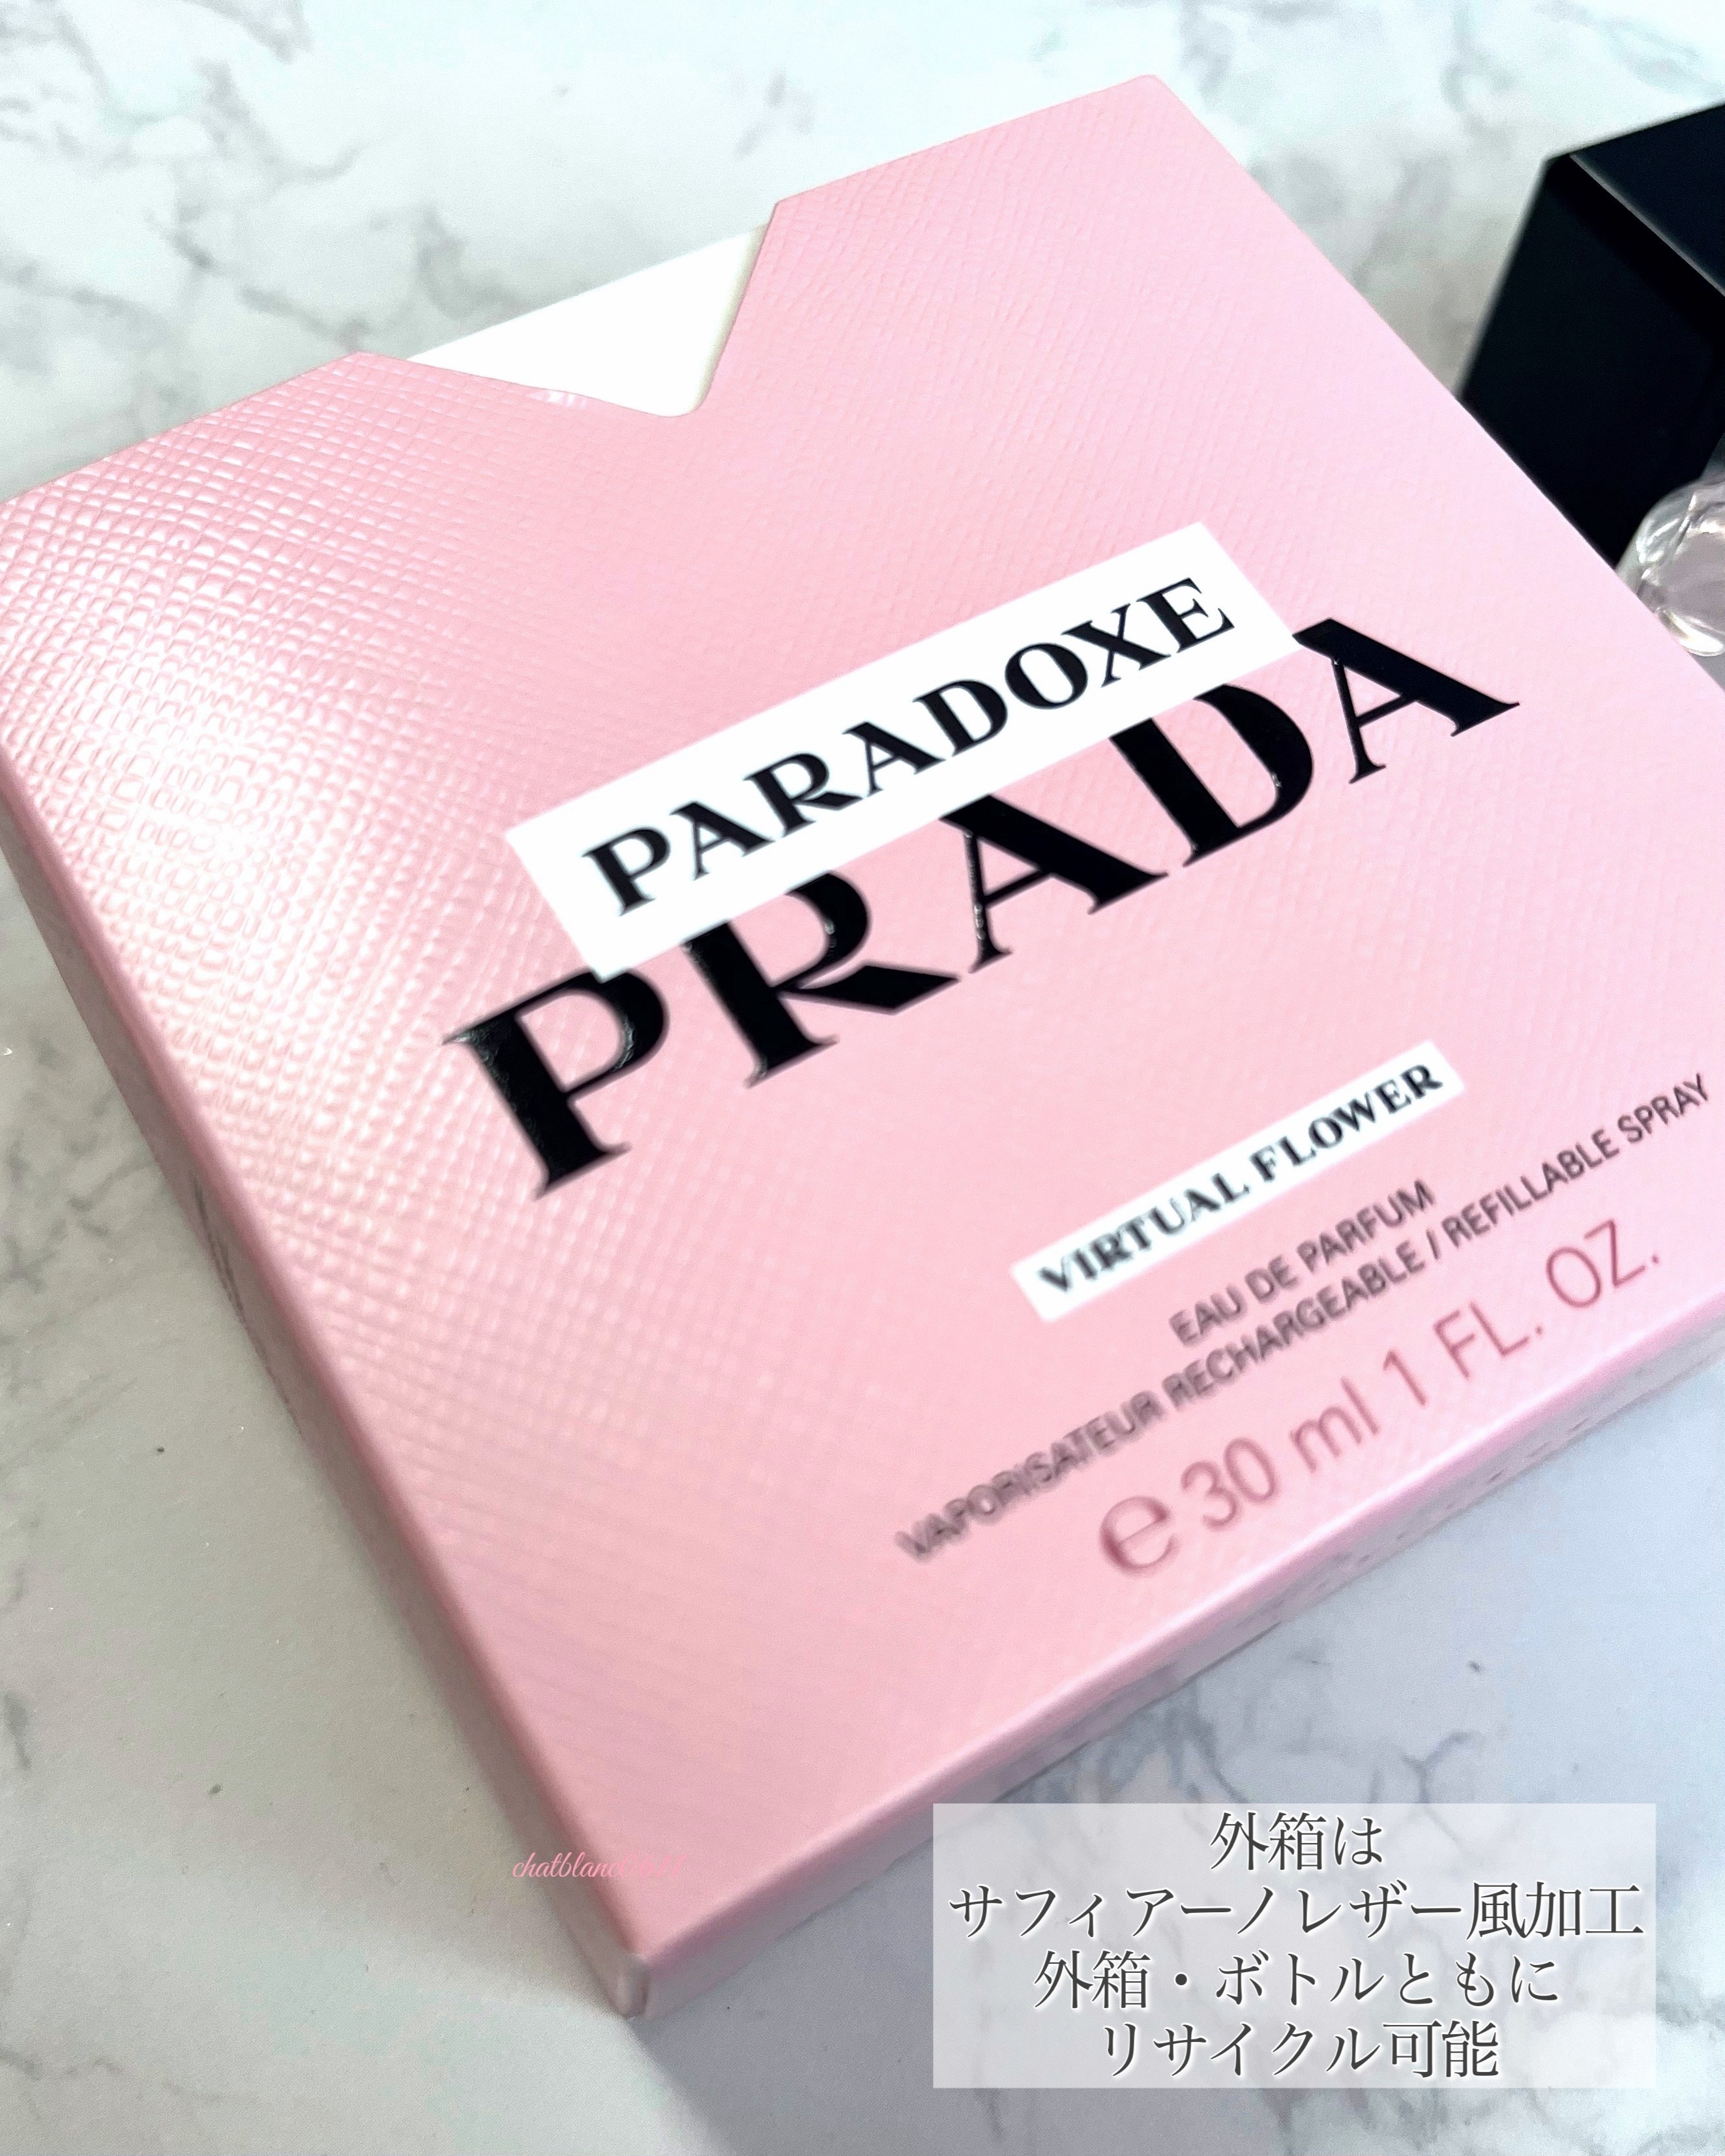 PARADOXE
PRADA
VIRTUAL FLOWER
EAU DE PARFUM
VAPORISATEUR RECHARGEABLE / REFILLABLE SPRAY
℮ 30 ml 1 FL. OZ.
外箱は
サフィアーノレザー風加工
外箱・ボトルともに
リサイクル可能